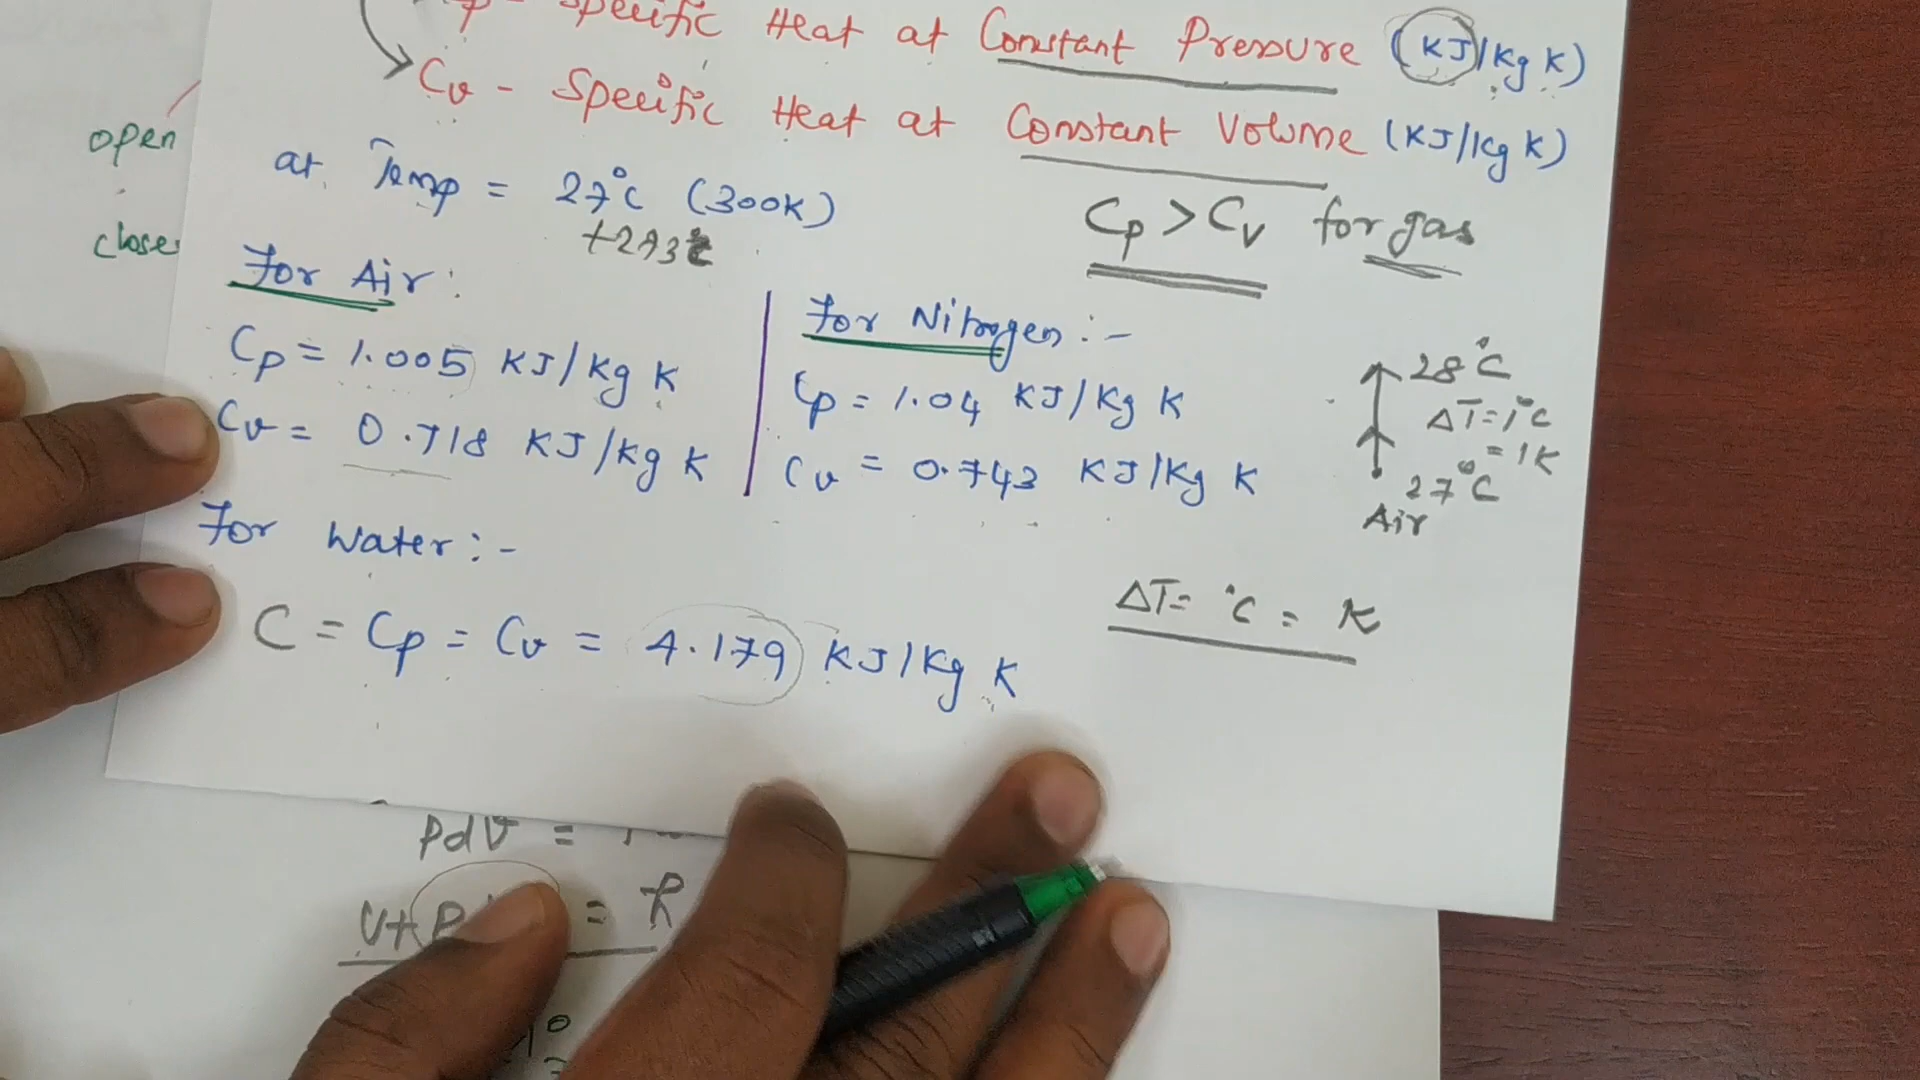 Specific Heat at Constant Pressure (KJ/Kg K)
Cv - Specific Heat at Constant Volume (KJ/Kg K)
open
at Temp = 27°C (300K)
+273
Cp > Cv for gas
close
For Air:
Cp = 1.005 KJ/Kg K
Cv = 0.718 KJ/Kg K
For Nitrogen :-
Cp = 1.04 KJ/Kg K
Cv = 0.743 KJ/Kg K
28°C
ΔT=1°C
= 1K
27°C
Air
For Water :-
C = Cp = Cv = 4.179 KJ/Kg K
ΔT= °C = K
PdV =